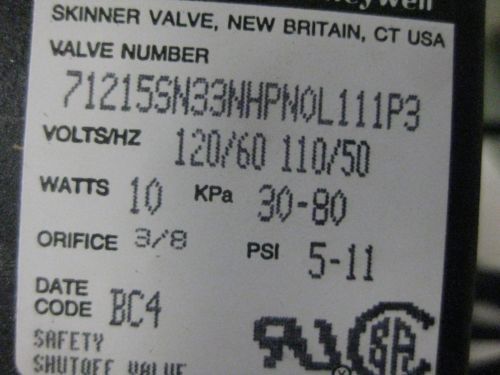 SKINNER VALVE, NEW BRITAIN, CT USA
VALVE NUMBER
71215SN33NHPN0L111P3
VOLTS/HZ 120/60 110/50
WATTS 10 KPa 30-80
ORIFICE 3/8 PSI 5-11
DATE
CODE BC4
SAFETY
SHUTOFF VALVE